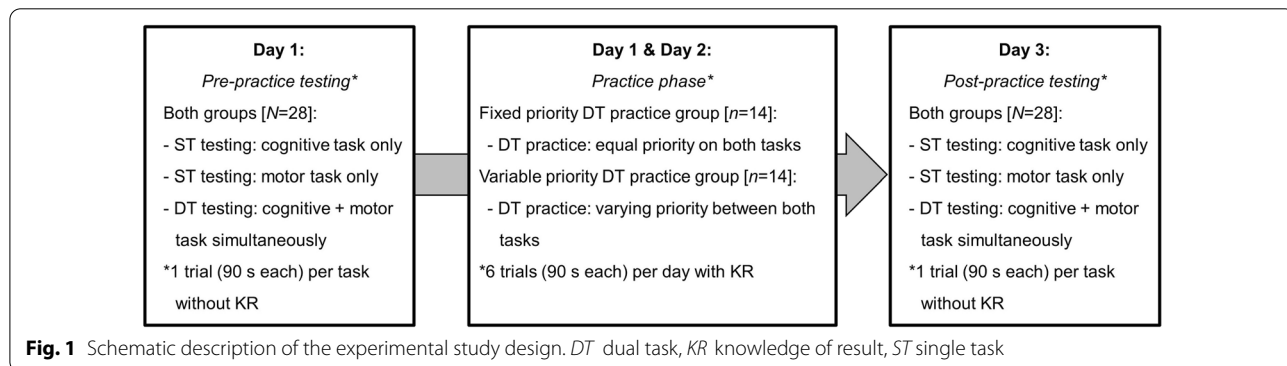 Day 1:
Pre-practice testing*
Both groups [N=28]:
- ST testing: cognitive task only
- ST testing: motor task only
- DT testing: cognitive + motor
task simultaneously
*1 trial (90 s each) per task
without KR
Day 1 & Day 2:
Practice phase*
Fixed priority DT practice group [n=14]:
- DT practice: equal priority on both tasks
Variable priority DT practice group [n=14]:
- DT practice: varying priority between both
tasks
*6 trials (90 s each) per day with KR
Day 3:
Post-practice testing*
Both groups [N=28]:
- ST testing: cognitive task only
- ST testing: motor task only
- DT testing: cognitive + motor
task simultaneously
*1 trial (90 s each) per task
without KR
Fig. 1 Schematic description of the experimental study design. DT dual task, KR knowledge of result, ST single task